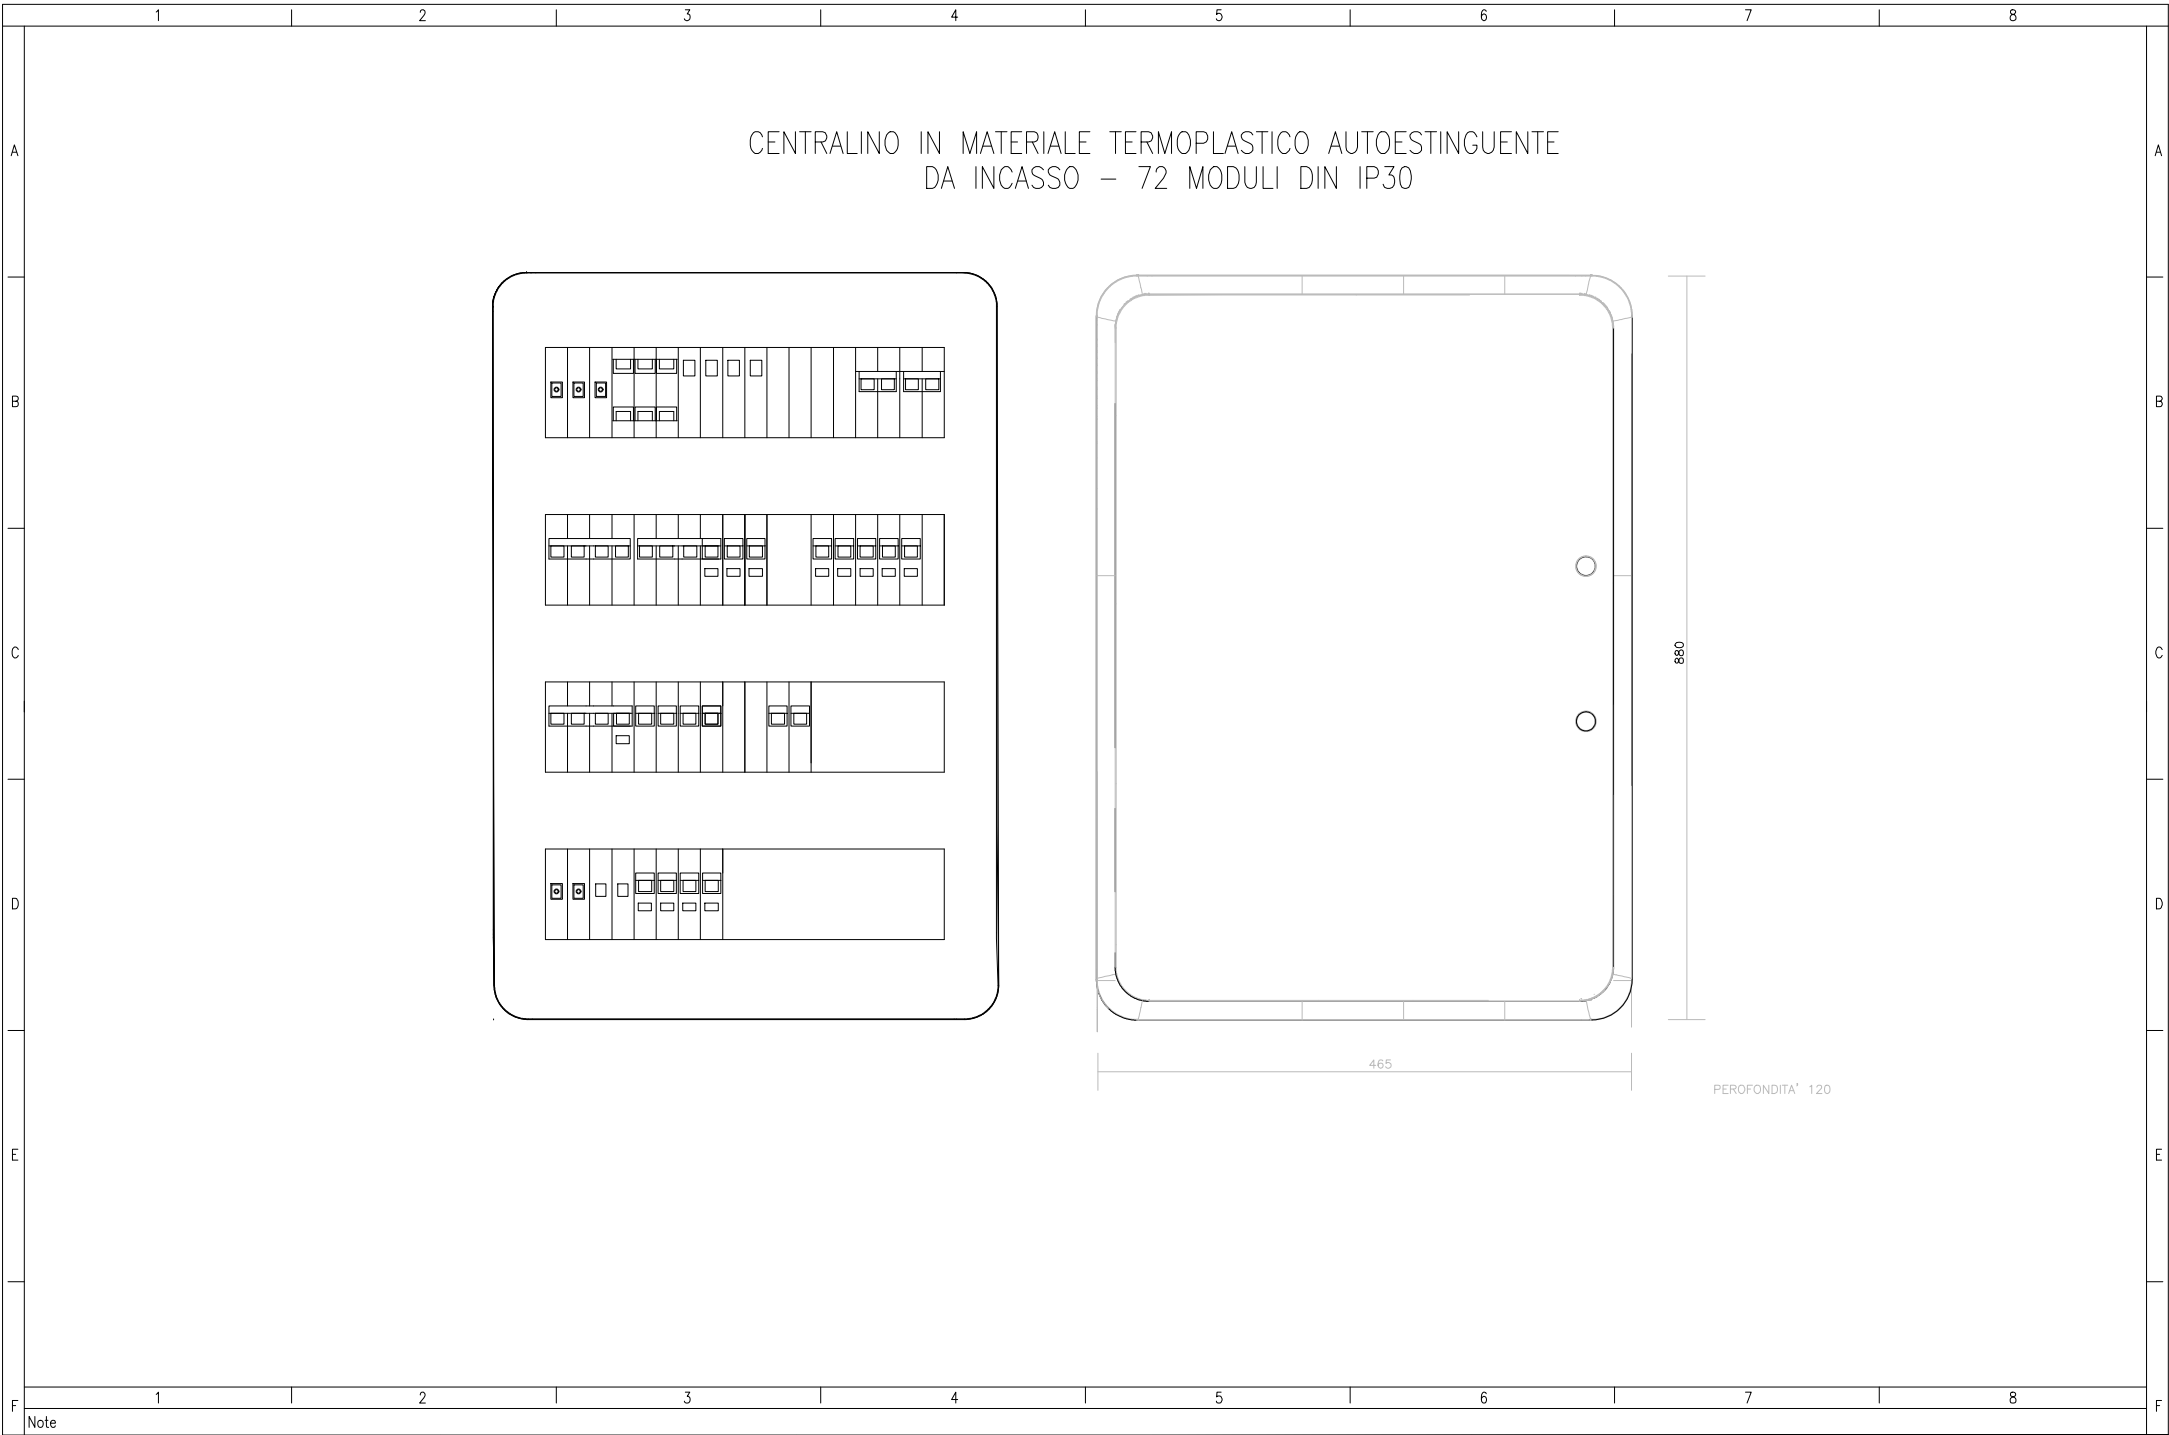 1 2 3 4 5 6 7 8
A A
CENTRALINO IN MATERIALE TERMOPLASTICO AUTOESTINGUENTE
DA INCASSO – 72 MODULI DIN IP30
B B
C C
880
D D
465
PEROFONDITA' 120
E E
1 2 3 4 5 6 7 8
F F
Note